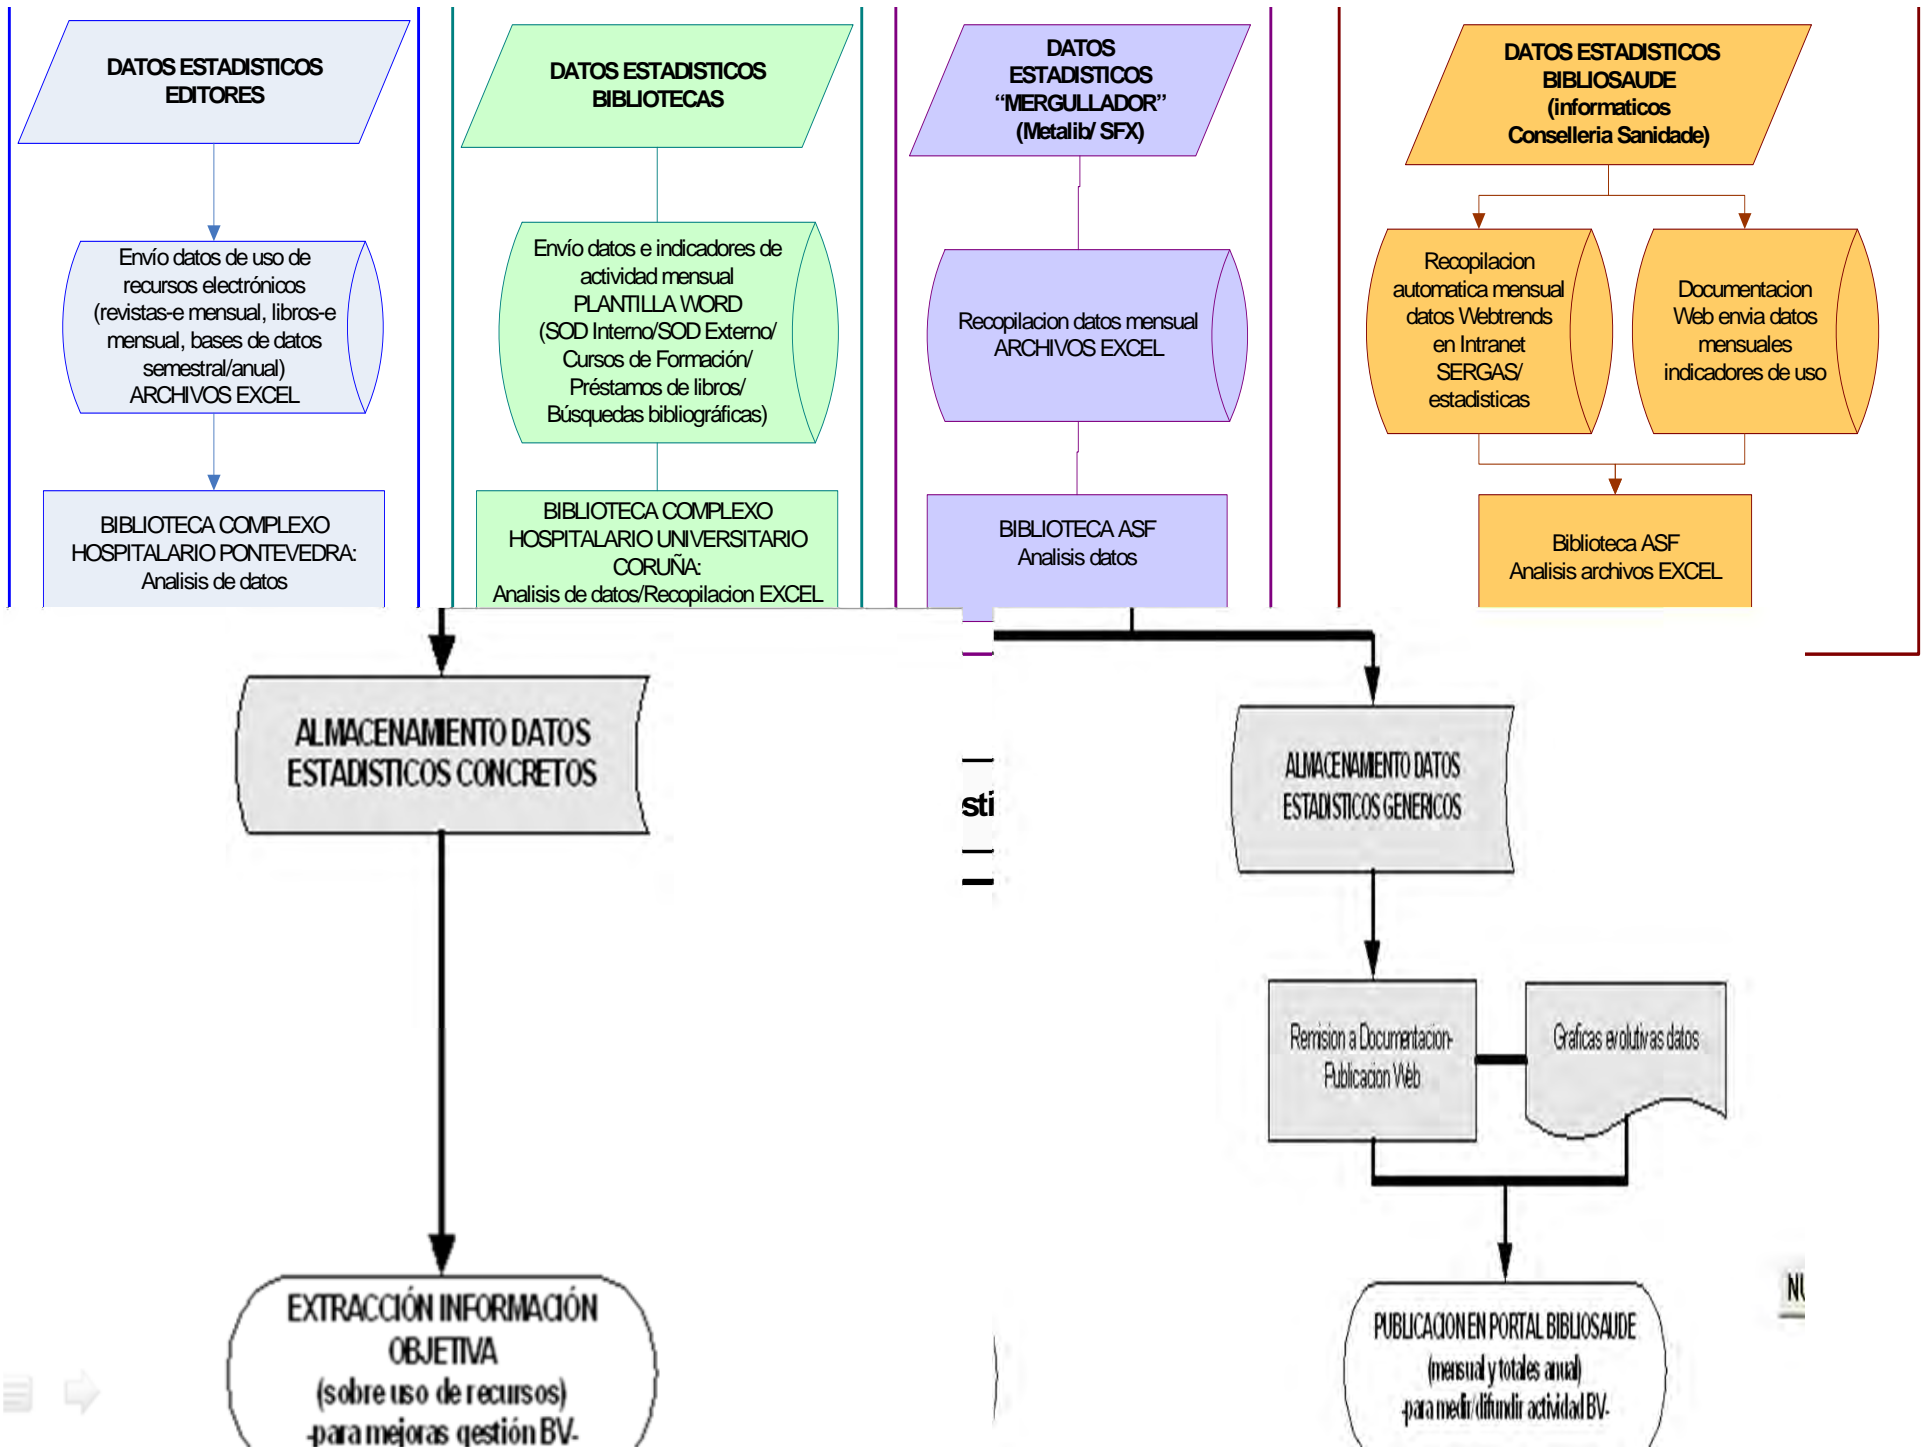 DATOS ESTADISTICOS
EDITORES
DATOS ESTADISTICOS
BIBLIOTECAS
DATOS
ESTADISTICOS
“MERGULLADOR”
(Metalib/ SFX)
DATOS ESTADISTICOS
BIBLIOSAUDE
(informaticos
Conselleria Sanidade)
Envío datos de uso de
recursos electrónicos
(revistas-e mensual, libros-e
mensual, bases de datos
semestral/anual)
ARCHIVOS EXCEL
Envío datos e indicadores de
actividad mensual
PLANTILLA WORD
(SOD Interno/SOD Externo/
Cursos de Formación/
Préstamos de libros/
Búsquedas bibliográficas)
Recopilacion datos mensual
ARCHIVOS EXCEL
Recopilacion
automatica mensual
datos Webtrends
en Intranet
SERGAS/
estadisticas
Documentacion
Web envia datos
mensuales
indicadores de uso
BIBLIOTECA COMPLEXO
HOSPITALARIO PONTEVEDRA:
Analisis de datos
BIBLIOTECA COMPLEXO
HOSPITALARIO UNIVERSITARIO
CORUÑA:
Analisis de datos/Recopilacion EXCEL
BIBLIOTECA ASF
Analisis datos
Biblioteca ASF
Analisis archivos EXCEL
ALMACENAMIENTO DATOS
ESTADISTICOS CONCRETOS
stí
ALMACENAMIENTO DATOS
ESTADISTICOS GENERICOS
Remision a Documentacion-
Publicacion Web
Graficas evolutivas datos
EXTRACCIÓN INFORMACIÓN
OBJETIVA
(sobre uso de recursos)
-para mejoras gestión BV-
PUBLICACION EN PORTAL BIBLIOSAUDE
(mensual y totales anual)
-para medir/difundir actividad BV-